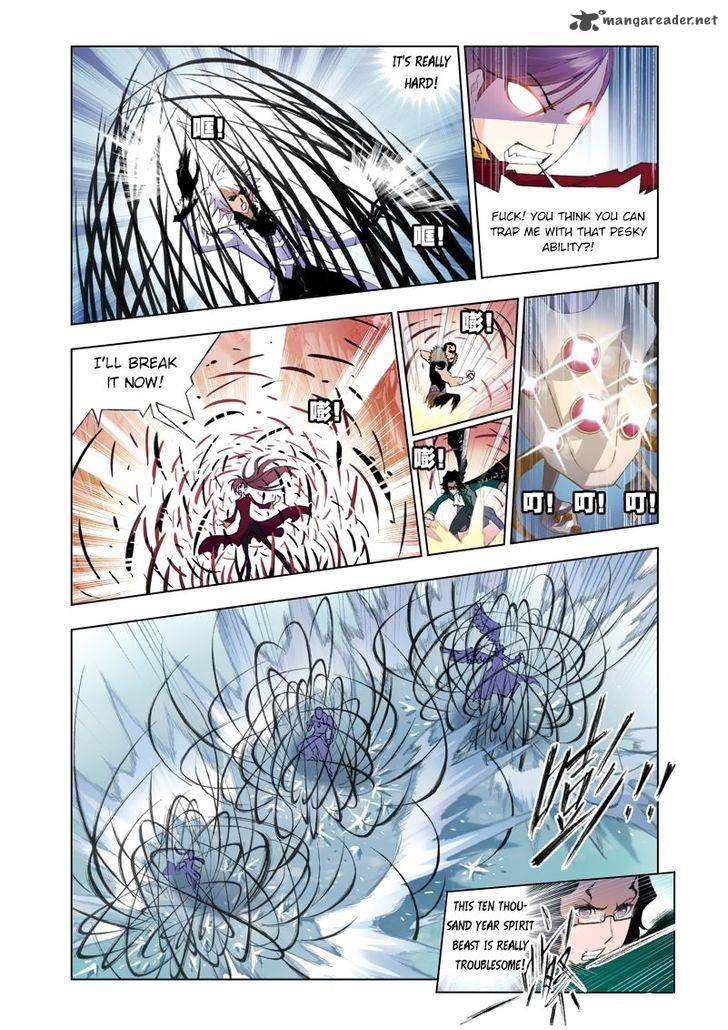 mangareader.net
IT'S REALLY
HARD!
哐!
哐!
FUCK! YOU THINK YOU CAN
TRAP ME WITH THAT PESKY
ABILITY?!
I'LL BREAK
IT NOW!
嘭!
嘭!
嘭!
叮! 叮! 叮!
嘭!!!
THIS TEN THOU-
SAND YEAR SPIRIT
BEAST IS REALLY
TROUBLESOME!